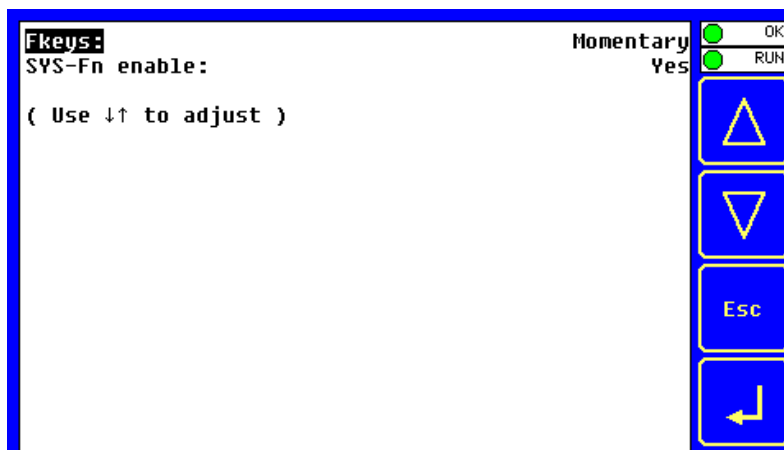 Fkeys: Momentary
SYS-Fn enable: Yes
( Use ↓↑ to adjust )
OK
RUN
Esc